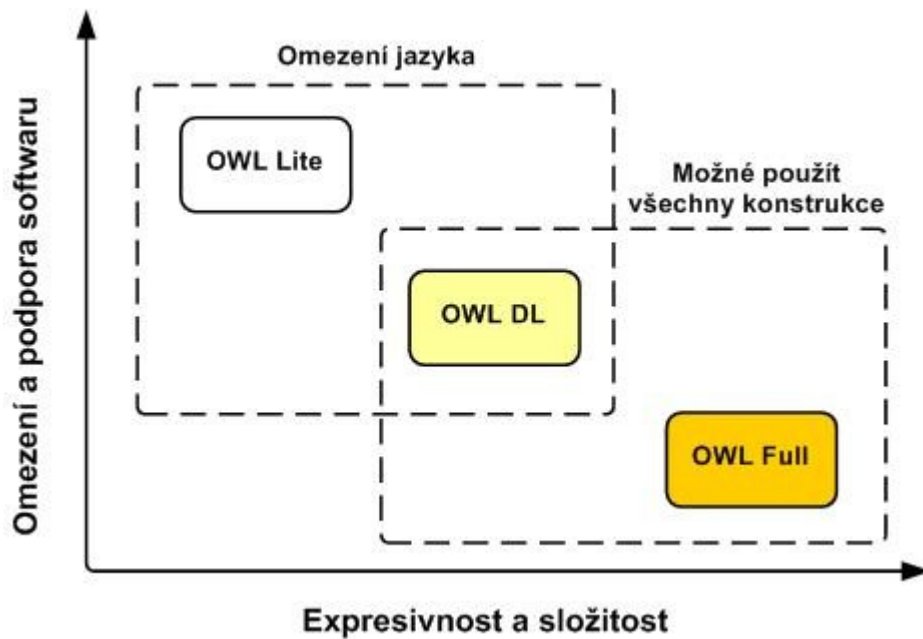 Omezení jazyka
OWL Lite
Možné použít
všechny konstrukce
OWL DL
OWL Full
Omezení a podpora softwaru
Expresivnost a složitost